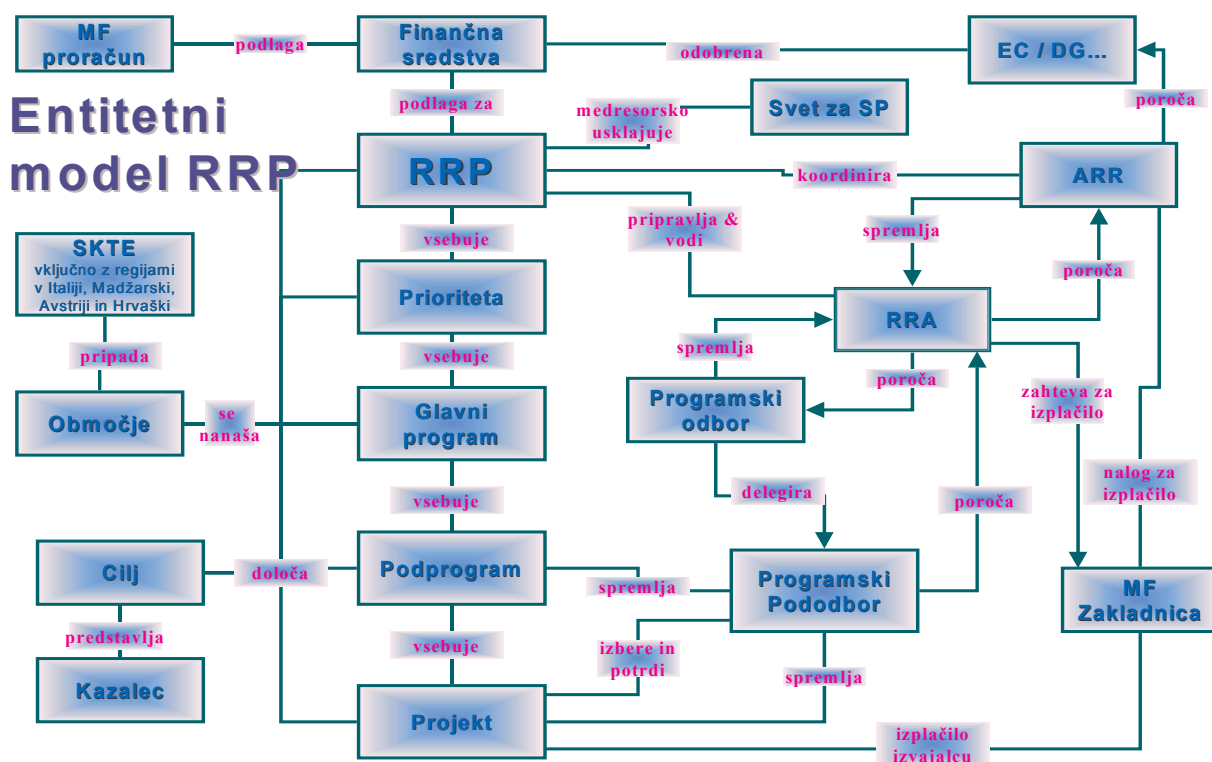 MF
proračun
podlaga
Finančna
sredstva
odobrena
EC / DG...
Entitetni
model RRP
podlaga za
medresorsko
usklajuje
Svet za SP
poroča
RRP
koordinira
ARR
SKTE
vključno z regijami
v Italiji, Madžarski,
Avstriji in Hrvaški
vsebuje
pripravlja &
vodi
spremlja
poroča
Prioriteta
RRA
pripada
vsebuje
spremlja
poroča
zahteva za
izplačilo
Območje
se
nanaša
Glavni
program
Programski
odbor
vsebuje
delegira
poroča
nalog za
izplačilo
Cilj
določa
Podprogram
spremlja
Programski
Pododbor
MF
Zakladnica
predstavlja
vsebuje
izbere in
potrdi
spremlja
Kazalec
Projekt
izplačilo
izvajalcu